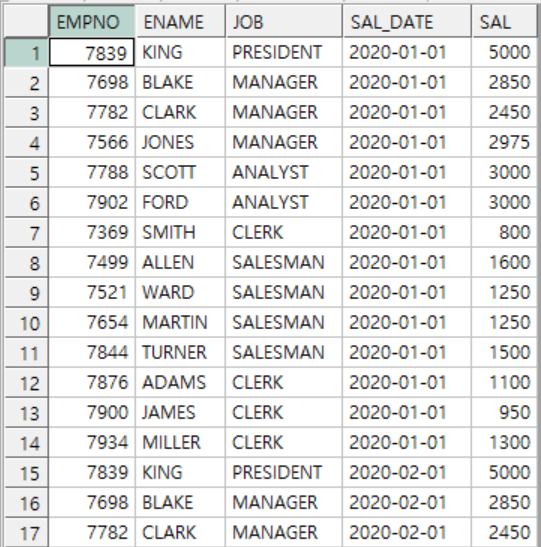 EMPNO ENAME JOB SAL_DATE SAL
1 7839 KING PRESIDENT 2020-01-01 5000
2 7698 BLAKE MANAGER 2020-01-01 2850
3 7782 CLARK MANAGER 2020-01-01 2450
4 7566 JONES MANAGER 2020-01-01 2975
5 7788 SCOTT ANALYST 2020-01-01 3000
6 7902 FORD ANALYST 2020-01-01 3000
7 7369 SMITH CLERK 2020-01-01 800
8 7499 ALLEN SALESMAN 2020-01-01 1600
9 7521 WARD SALESMAN 2020-01-01 1250
10 7654 MARTIN SALESMAN 2020-01-01 1250
11 7844 TURNER SALESMAN 2020-01-01 1500
12 7876 ADAMS CLERK 2020-01-01 1100
13 7900 JAMES CLERK 2020-01-01 950
14 7934 MILLER CLERK 2020-01-01 1300
15 7839 KING PRESIDENT 2020-02-01 5000
16 7698 BLAKE MANAGER 2020-02-01 2850
17 7782 CLARK MANAGER 2020-02-01 2450